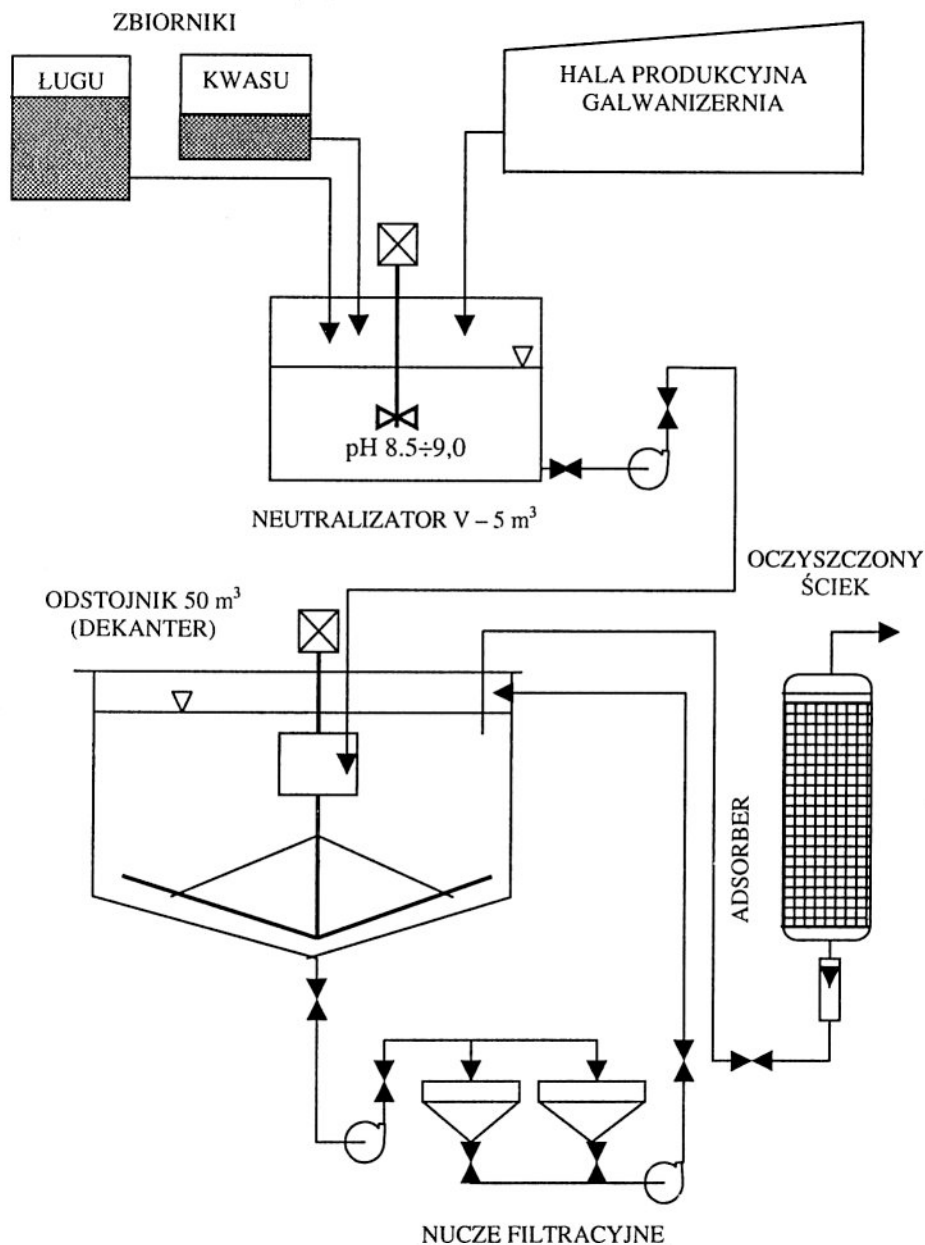 ZBIORNIKI
ŁUGU
KWASU
HALA PRODUKCYJNA
GALWANIZERNIA
pH 8.5÷9,0
NEUTRALIZATOR V – 5 m³
OCZYSZCZONY
ŚCIEK
ODSTOJNIK 50 m³
(DEKANTER)
ADSORBER
NUCZE FILTRACYJNE